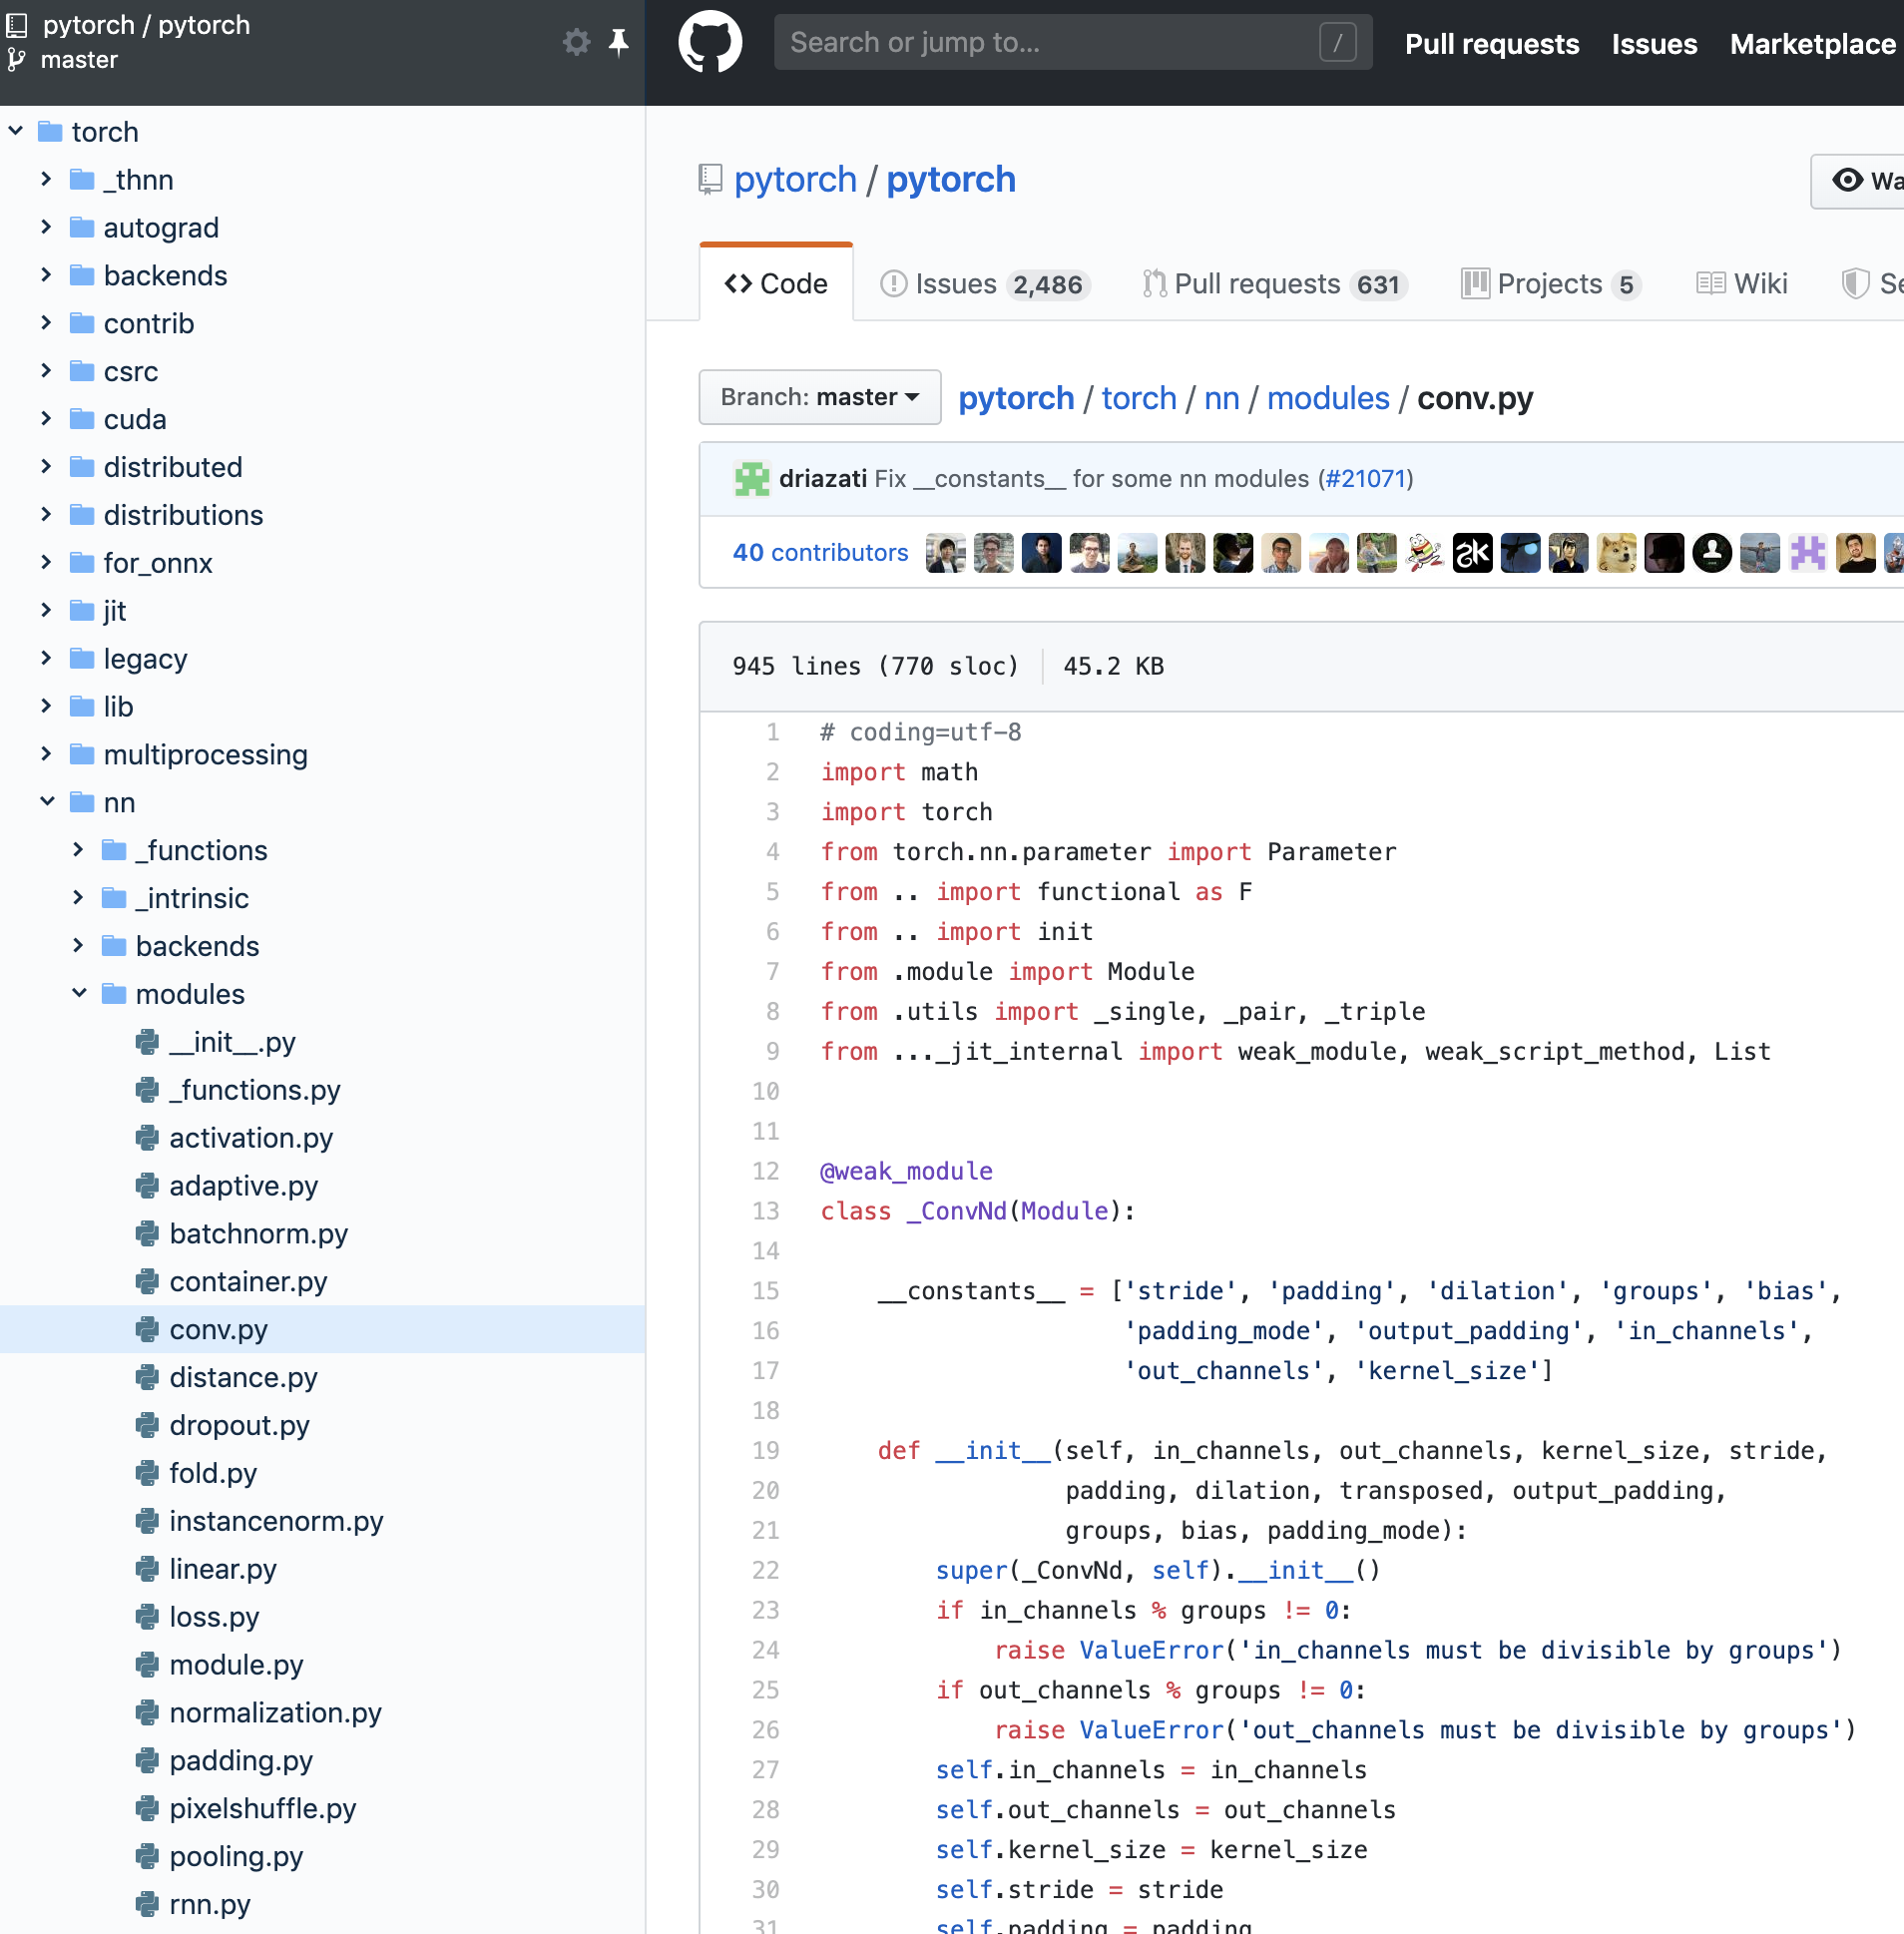 pytorch / pytorch
master
torch
_thnn
autograd
backends
contrib
csrc
cuda
distributed
distributions
for_onnx
jit
legacy
lib
multiprocessing
nn
_functions
_intrinsic
backends
modules
__init__.py
_functions.py
activation.py
adaptive.py
batchnorm.py
container.py
conv.py
distance.py
dropout.py
fold.py
instancenorm.py
linear.py
loss.py
module.py
normalization.py
padding.py
pixelshuffle.py
pooling.py
rnn.py
Search or jump to... /
Pull requests Issues Marketplace
pytorch / pytorch
Code Issues 2,486 Pull requests 631 Projects 5 Wiki
Branch: master pytorch / torch / nn / modules / conv.py
driazati Fix __constants__ for some nn modules (#21071)
40 contributors
945 lines (770 sloc) 45.2 KB
1 # coding=utf-8
2 import math
3 import torch
4 from torch.nn.parameter import Parameter
5 from .. import functional as F
6 from .. import init
7 from .module import Module
8 from .utils import _single, _pair, _triple
9 from ..._jit_internal import weak_module, weak_script_method, List
10
11
12 @weak_module
13 class _ConvNd(Module):
14
15 __constants__ = ['stride', 'padding', 'dilation', 'groups', 'bias',
16 'padding_mode', 'output_padding', 'in_channels',
17 'out_channels', 'kernel_size']
18
19 def __init__(self, in_channels, out_channels, kernel_size, stride,
20 padding, dilation, transposed, output_padding,
21 groups, bias, padding_mode):
22 super(_ConvNd, self).__init__()
23 if in_channels % groups != 0:
24 raise ValueError('in_channels must be divisible by groups')
25 if out_channels % groups != 0:
26 raise ValueError('out_channels must be divisible by groups')
27 self.in_channels = in_channels
28 self.out_channels = out_channels
29 self.kernel_size = kernel_size
30 self.stride = stride
31 self.padding = padding